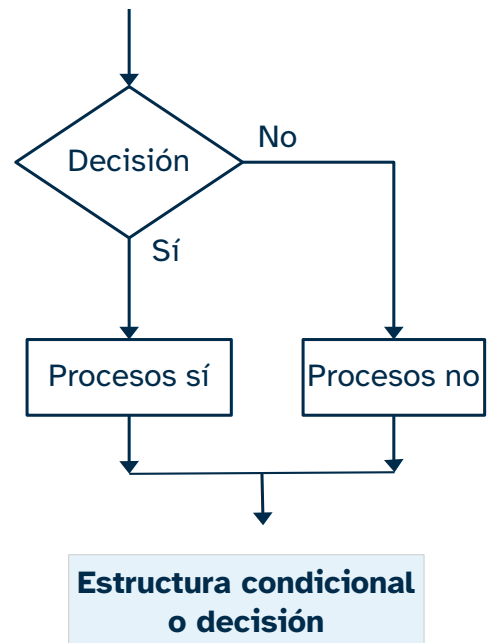 No
Decisión
Sí
Procesos sí
Procesos no
Estructura condicional
o decisión